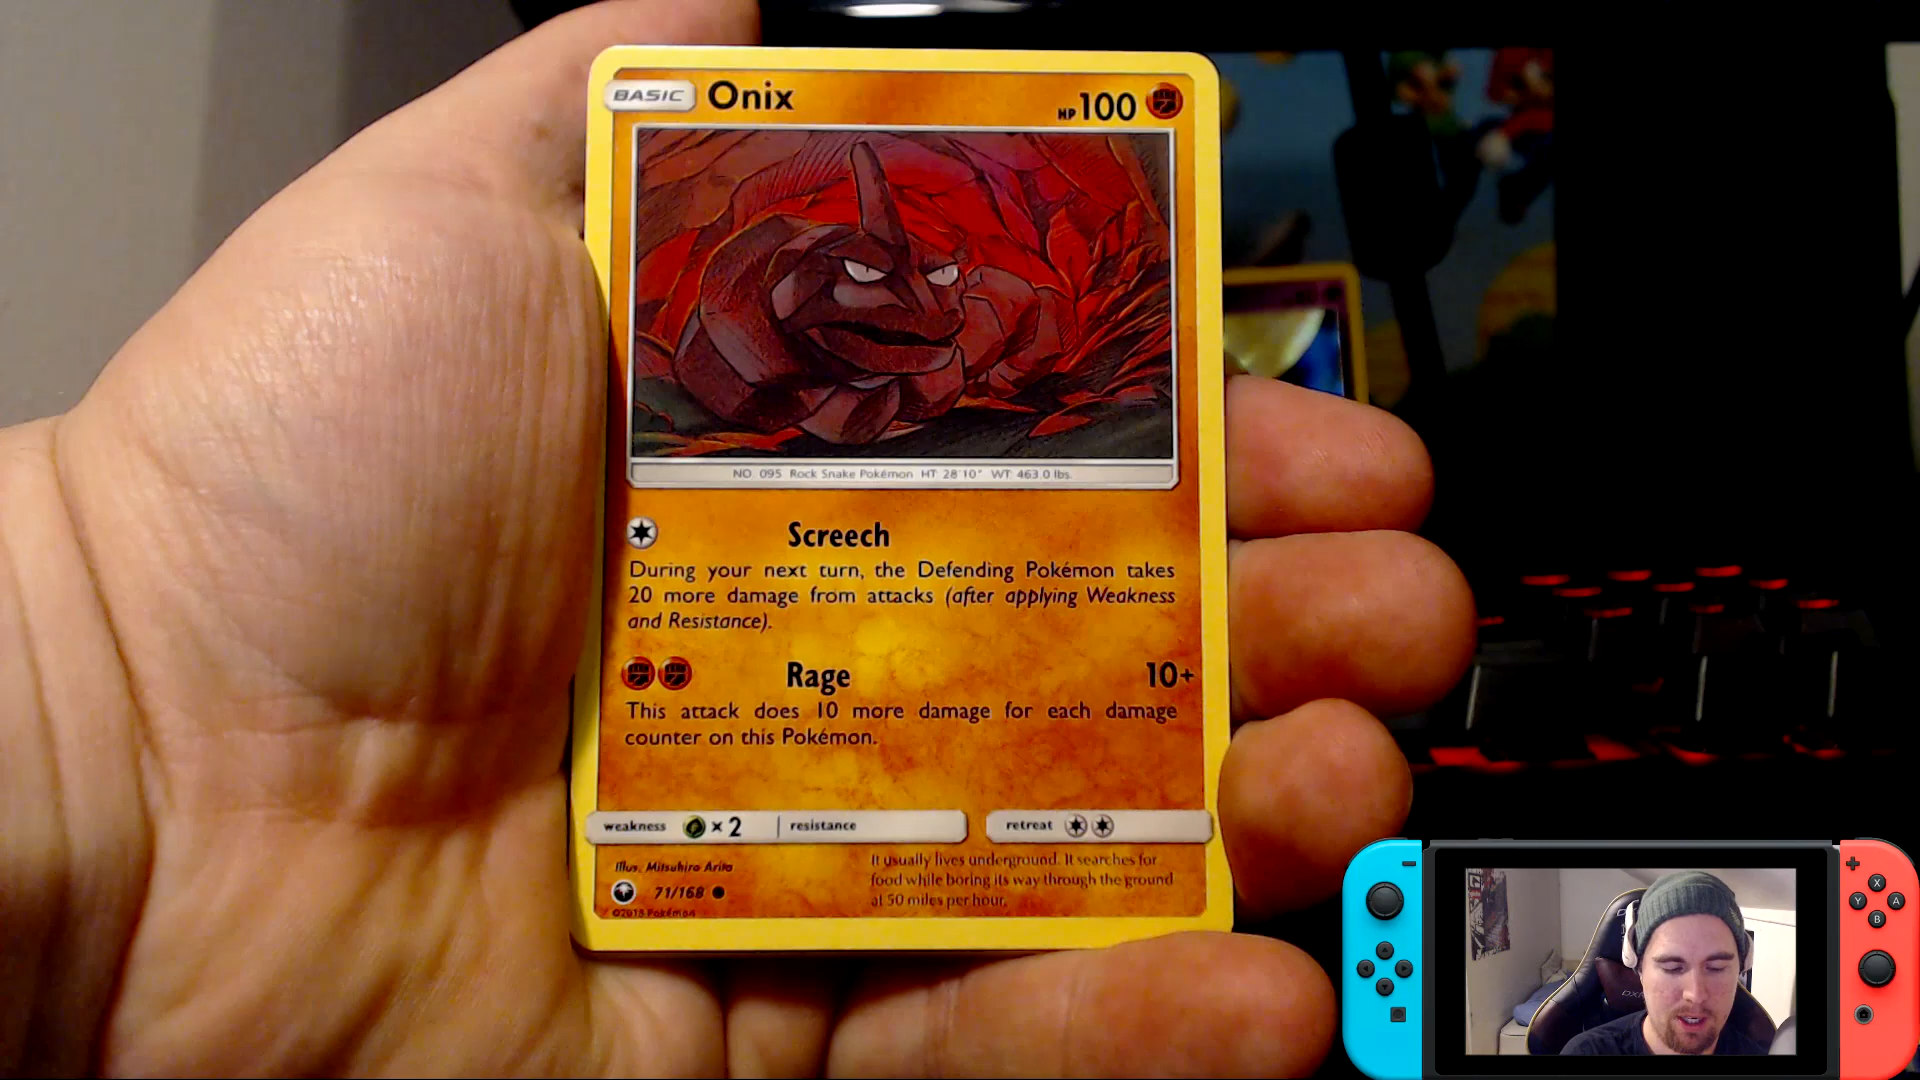 BASIC Onix HP 100
NO. 095 Rock Snake Pokémon HT: 28'10" WT: 463.0 lbs.
Screech
During your next turn, the Defending Pokémon takes
20 more damage from attacks (after applying Weakness
and Resistance).
Rage 10+
This attack does 10 more damage for each damage
counter on this Pokémon.
weakness ×2 resistance retreat
Illus. Mitsuhiro Arita
71/168
©2018 Pokémon
It usually lives underground. It searches for
food while boring its way through the ground
at 50 miles per hour.
X
Y A
B